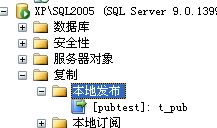 XP\SQL2005 (SQL Server 9.0.1399
数据库
安全性
服务器对象
复制
本地发布
[pubtest]: t_pub
本地订阅